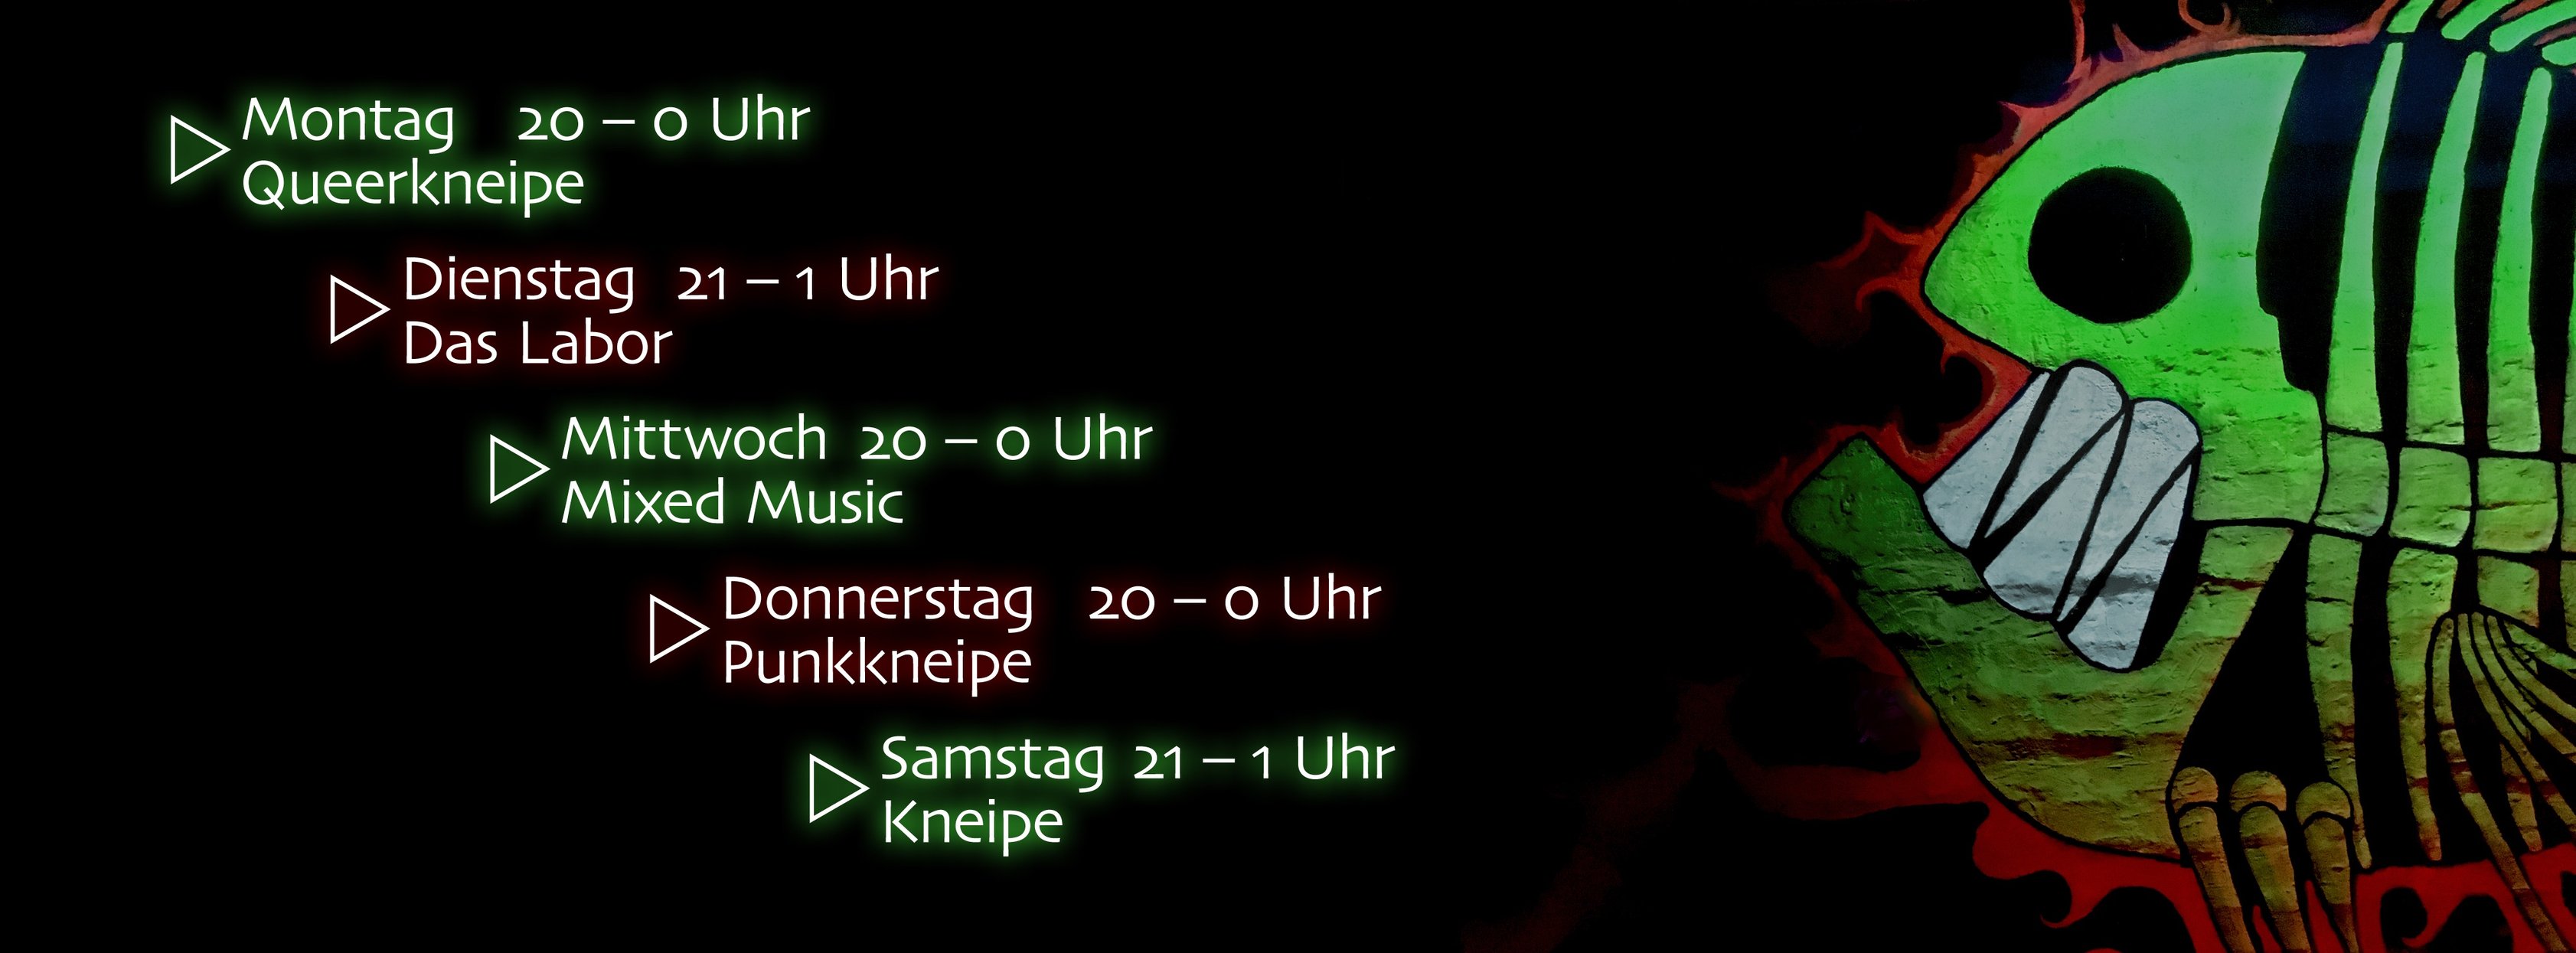 Montag 20 – 0 Uhr
Queerkneipe
Dienstag 21 – 1 Uhr
Das Labor
Mittwoch 20 – 0 Uhr
Mixed Music
Donnerstag 20 – 0 Uhr
Punkkneipe
Samstag 21 – 1 Uhr
Kneipe